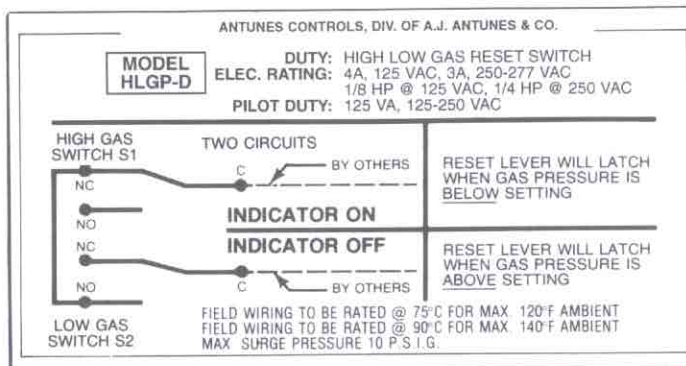 ANTUNES CONTROLS, DIV. OF A.J. ANTUNES & CO.
MODEL
HLGP-D
DUTY: HIGH LOW GAS RESET SWITCH
ELEC. RATING: 4A, 125 VAC, 3A, 250-277 VAC
1/8 HP @ 125 VAC, 1/4 HP @ 250 VAC
PILOT DUTY: 125 VA, 125-250 VAC
HIGH GAS
SWITCH S1
TWO CIRCUITS
NC
C
BY OTHERS
NO
INDICATOR ON
RESET LEVER WILL LATCH
WHEN GAS PRESSURE IS
BELOW SETTING
NC
INDICATOR OFF
NO
C
BY OTHERS
LOW GAS
SWITCH S2
RESET LEVER WILL LATCH
WHEN GAS PRESSURE IS
ABOVE SETTING
FIELD WIRING TO BE RATED @ 75°C FOR MAX. 120°F AMBIENT
FIELD WIRING TO BE RATED @ 90°C FOR MAX. 140°F AMBIENT
MAX SURGE PRESSURE 10 P.S.I.G.